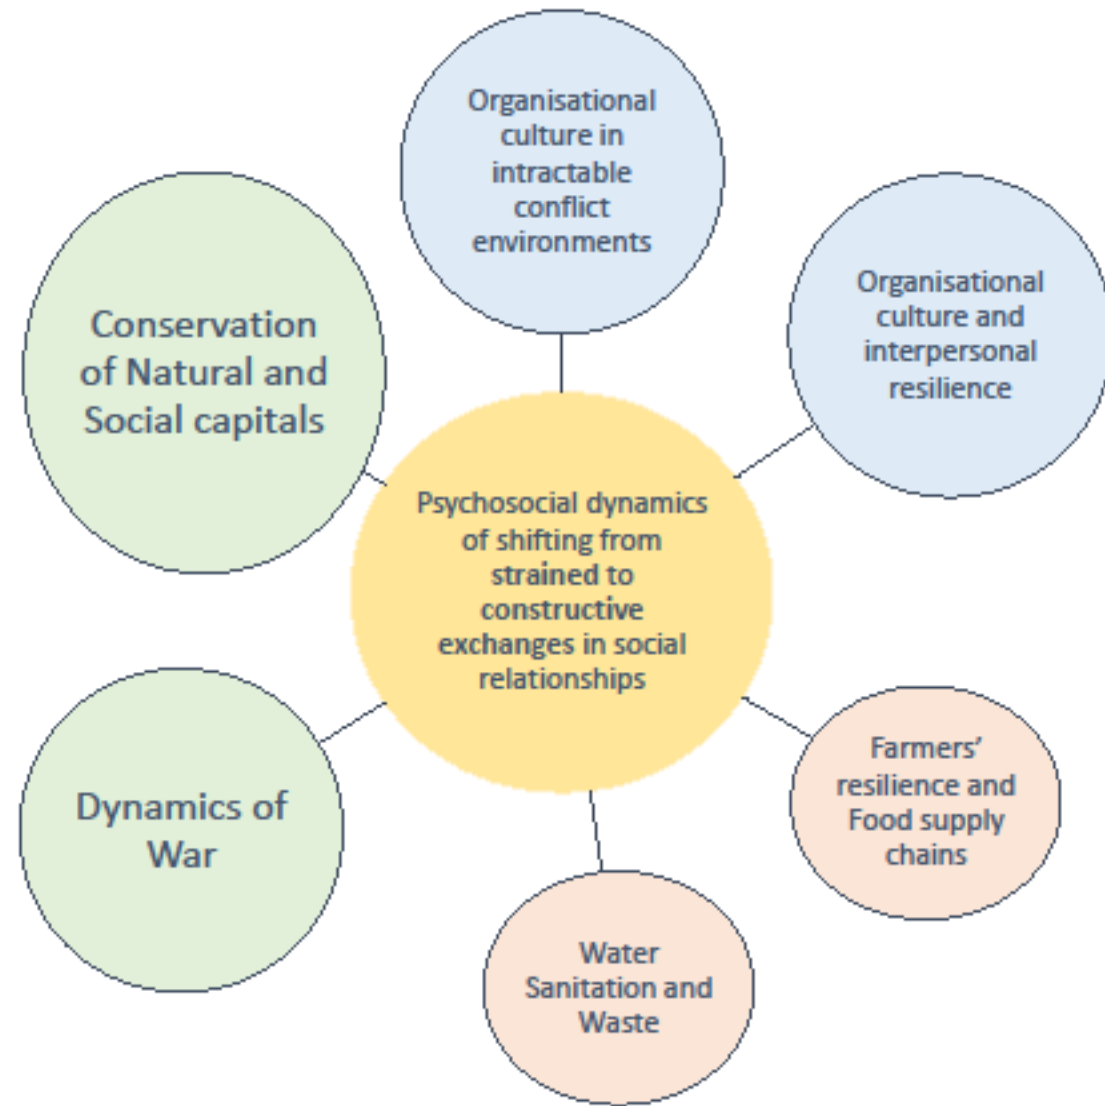 Organisational
culture in
intractable
conflict
environments
Organisational
culture and
interpersonal
resilience
Conservation
of Natural and
Social capitals
Psychosocial dynamics
of shifting from
strained to
constructive
exchanges in social
relationships
Farmers’
resilience and
Food supply
chains
Dynamics of
War
Water
Sanitation and
Waste